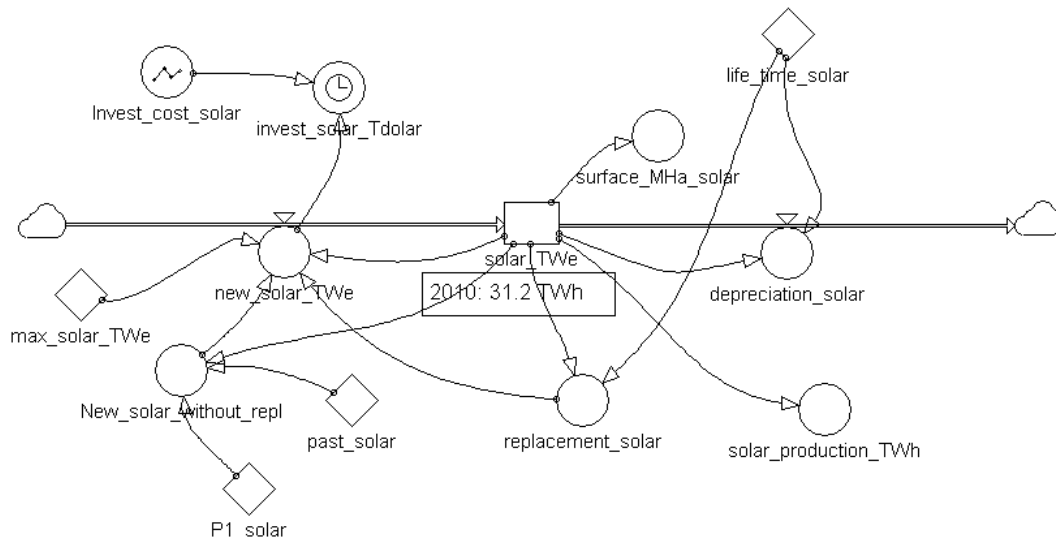 life_time_solar
Invest_cost_solar
invest_solar_Tdolar
surface_MHa_solar
solar_TWe
new_solar_TWe
2010: 31.2 TWh
depreciation_solar
max_solar_TWe
New_solar_without_repl
past_solar
replacement_solar
solar_production_TWh
P1_solar